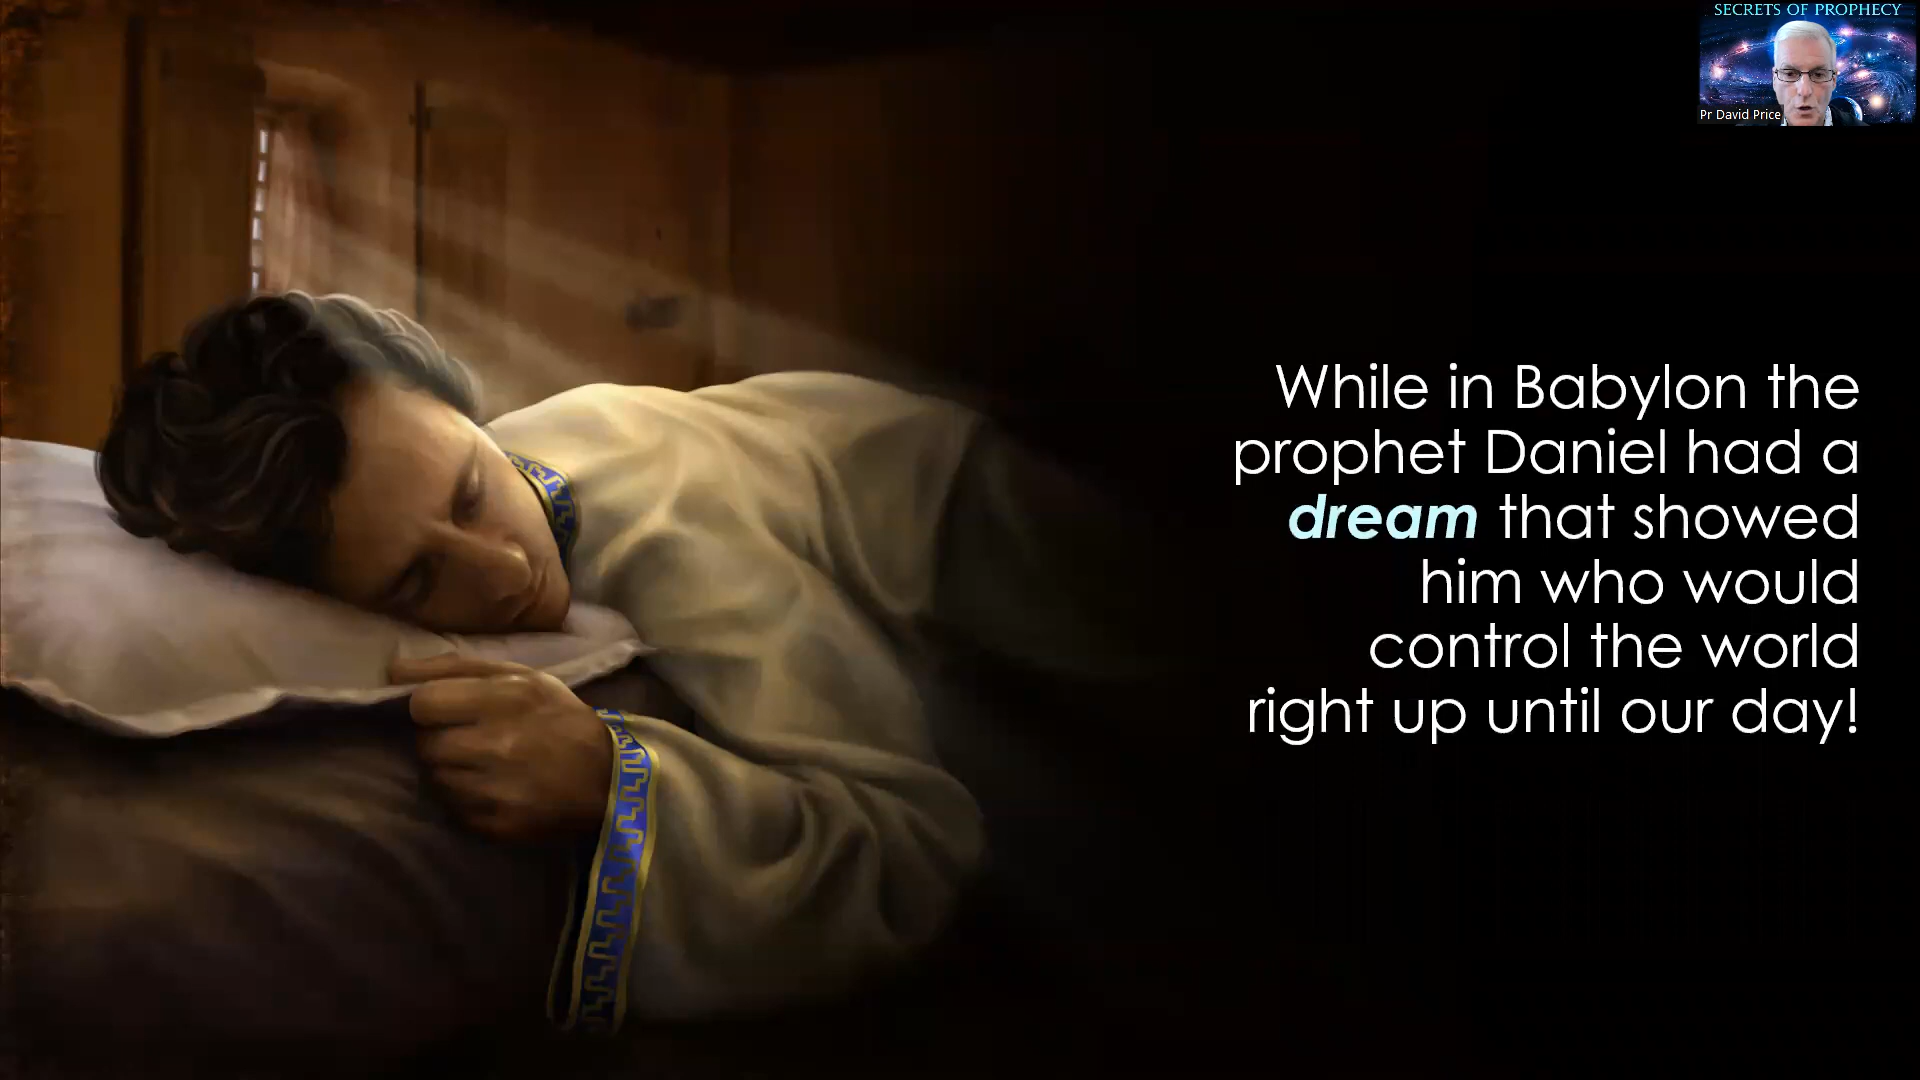 SECRETS OF PROPHECY
Pr David Price
While in Babylon the
prophet Daniel had a
dream that showed
him who would
control the world
right up until our day!